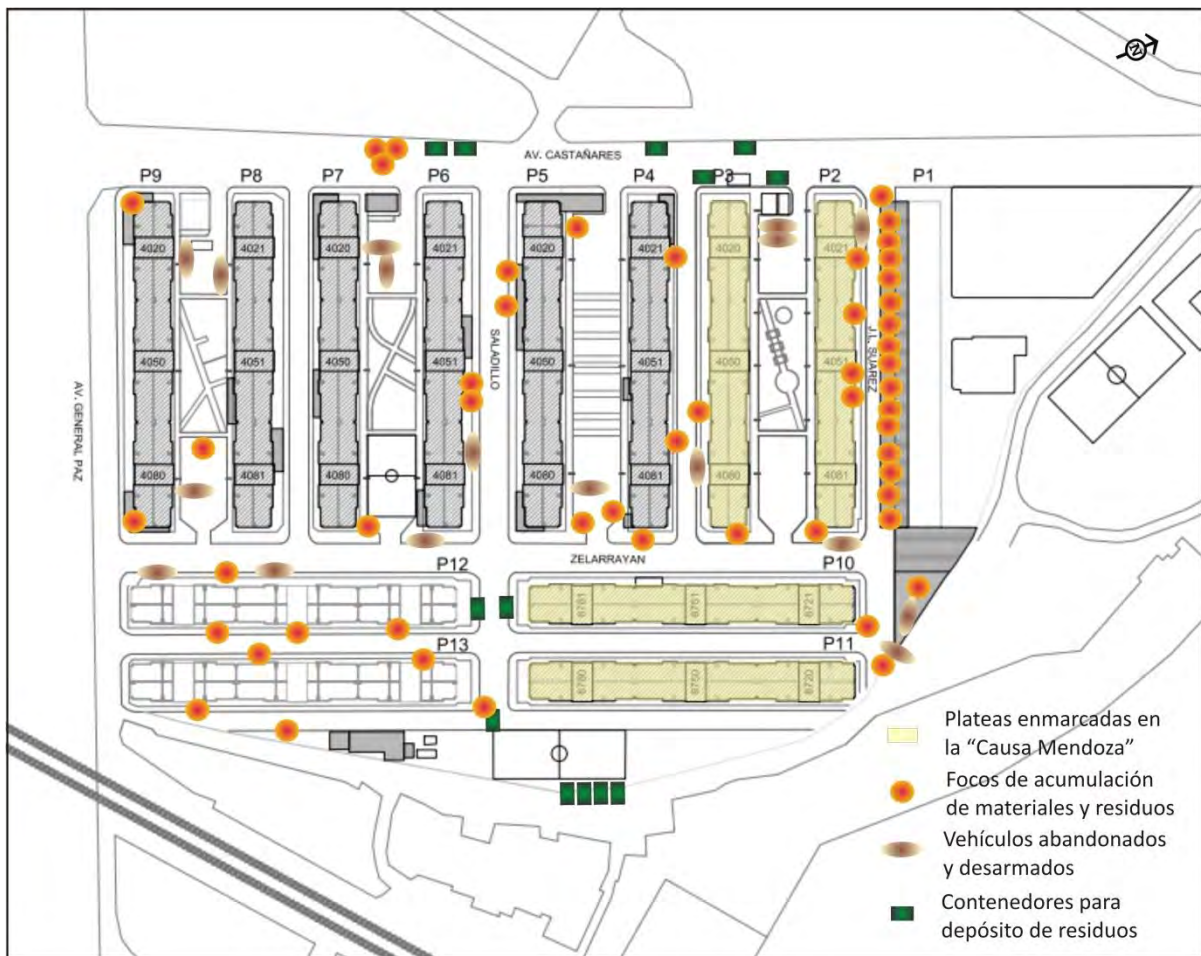 N
AV. CASTAÑARES
P9 P8 P7 P6 P5 P4 P3 P2 P1
4020 4021 4020 4021 4020 4021 4020 4021
SALADILLO
J.L. SUAREZ
4050 4051 4050 4051 4050 4051 4050 4051
AV. GENERAL PAZ
4080 4081 4080 4081 4080 4081 4080 4081
ZELARRAYAN
P12 P10
6781 6751 6721
P13 P11
6780 6750 6720
Plateas enmarcadas en
la “Causa Mendoza”
Focos de acumulación
de materiales y residuos
Vehículos abandonados
y desarmados
Contenedores para
depósito de residuos